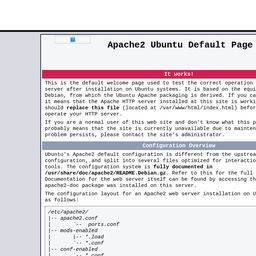 Apache2 Ubuntu Default Page
It works!
This is the default welcome page used to test the correct operation
server after installation on Ubuntu systems. It is based on the equi
Debian, from which the Ubuntu Apache packaging is derived. If you ca
it means that the Apache HTTP server installed at this site is worki
should replace this file (located at /var/www/html/index.html) befor
operate your HTTP server.
If you are a normal user of this web site and don't know what this p
probably means that the site is currently unavailable due to mainten
problem persists, please contact the site's administrator.
Configuration Overview
Ubuntu's Apache2 default configuration is different from the upstrea
configuration, and split into several files optimized for interactio
tools. The configuration system is fully documented in
/usr/share/doc/apache2/README.Debian.gz. Refer to this for the full
Documentation for the web server itself can be found by accessing th
apache2-doc package was installed on this server.
The configuration layout for an Apache2 web server installation on U
as follows:
/etc/apache2/
|-- apache2.conf
|       `--  ports.conf
|-- mods-enabled
|       |-- *.load
|       `-- *.conf
|-- conf-enabled
|       `-- *.conf